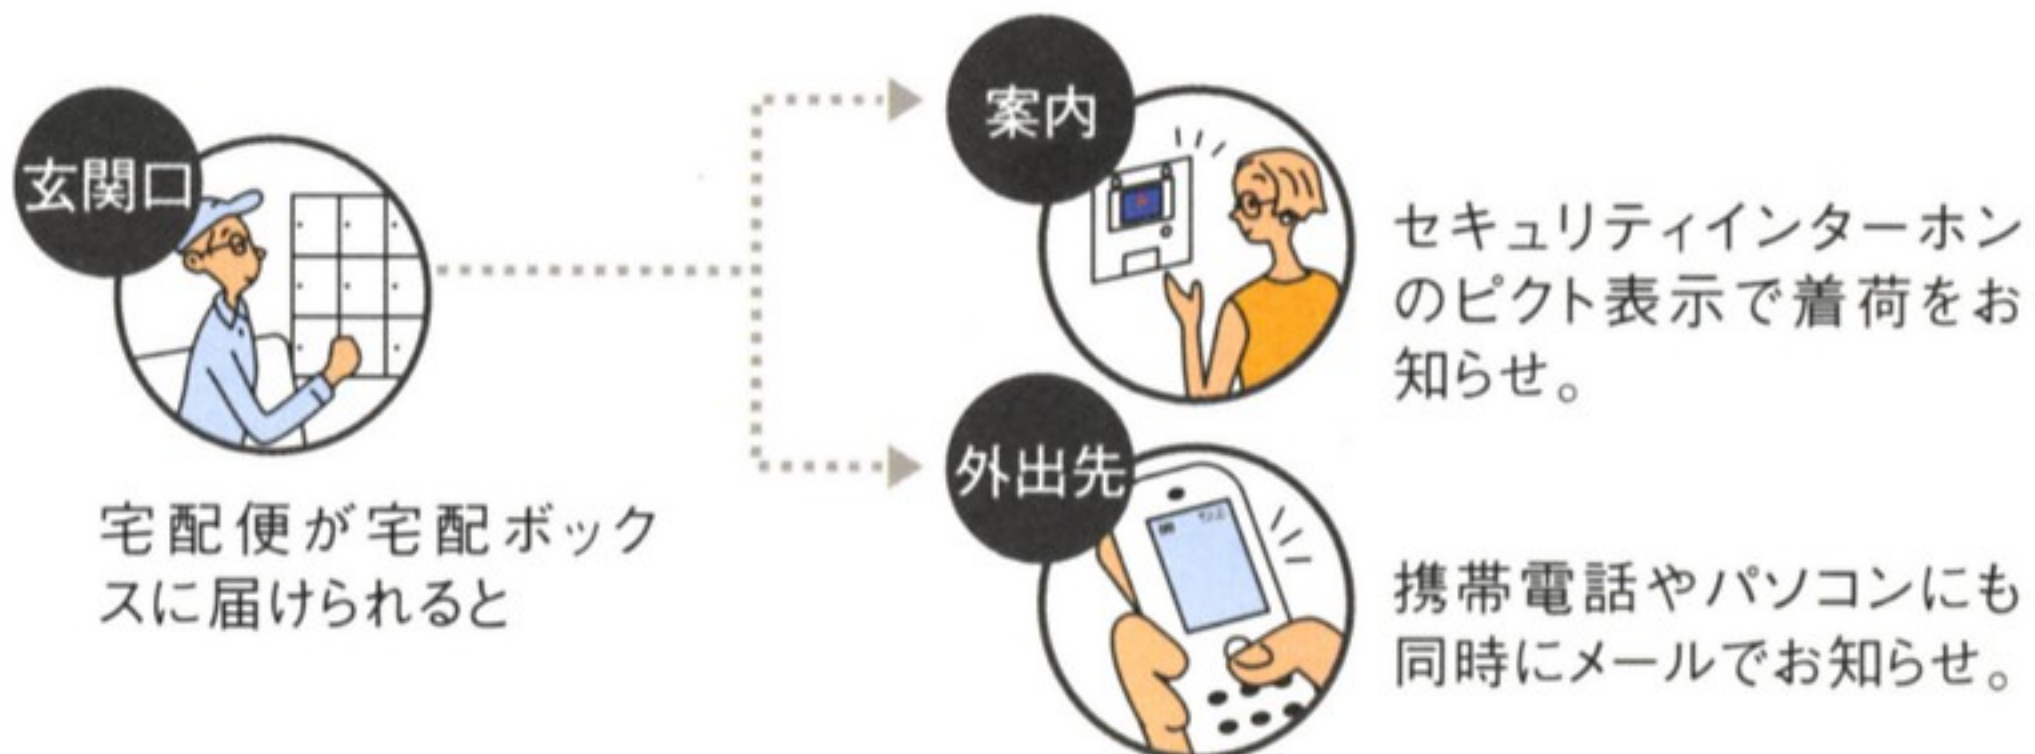 玄関口
宅配便が宅配ボック
スに届けられると
案内
セキュリティインターホン
のピクト表示で着荷をお
知らせ。
外出先
携帯電話やパソコンにも
同時にメールでお知らせ。